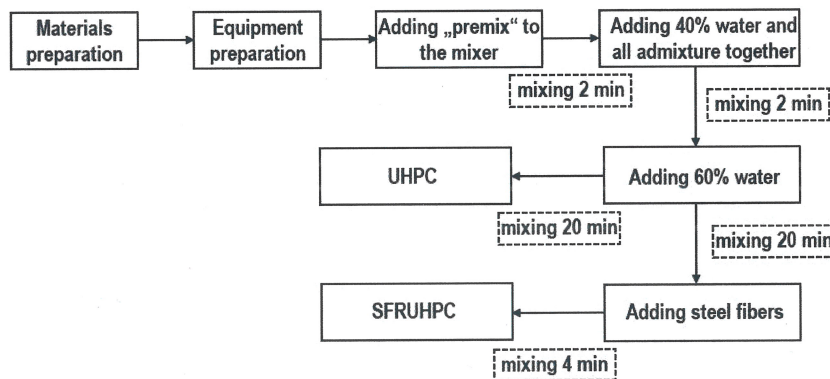 Materials
preparation
Equipment
preparation
Adding „premix“ to
the mixer
Adding 40% water and
all admixture together
mixing 2 min
mixing 2 min
UHPC
Adding 60% water
mixing 20 min
mixing 20 min
SFRUHPC
Adding steel fibers
mixing 4 min